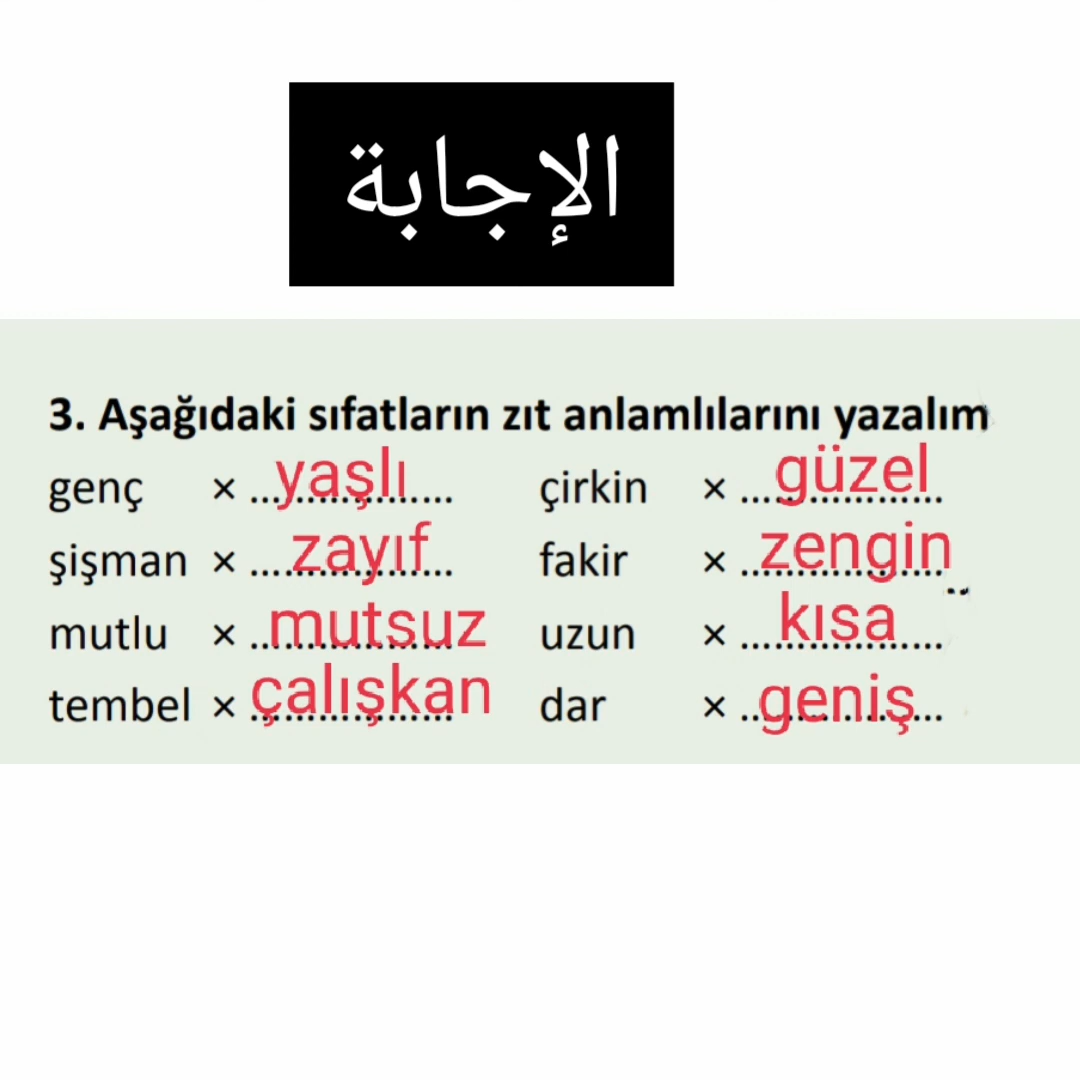 الإجابة
3. Aşağıdaki sıfatların zıt anlamlılarını yazalım
genç × ...yaşlı... çirkin × ...güzel...
şişman × ...zayıf... fakir × ...zengin...
mutlu × ...mutsuz... uzun × ...kısa...
tembel × ...çalışkan... dar × ...geniş...